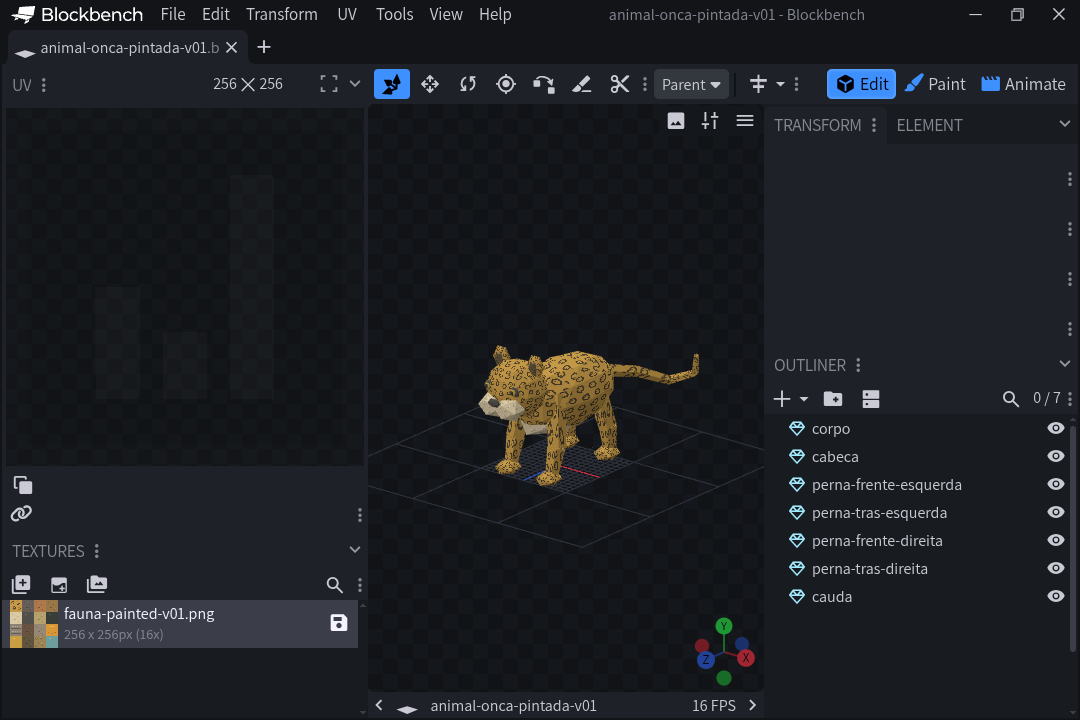 Blockbench File Edit Transform UV Tools View Help animal-onca-pintada-v01 - Blockbench
animal-onca-pintada-v01.b
UV 256 × 256 Parent Edit Paint Animate
TRANSFORM ELEMENT
OUTLINER
0 / 7
corpo
cabeca
perna-frente-esquerda
perna-tras-esquerda
perna-frente-direita
perna-tras-direita
cauda
TEXTURES
fauna-painted-v01.png
256 x 256px (16x)
Y
Z
X
animal-onca-pintada-v01 16 FPS